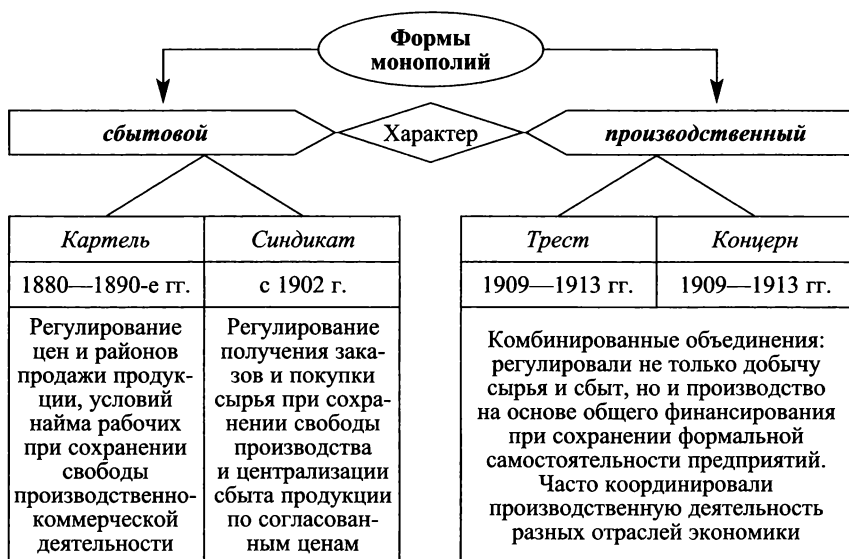 Формы
монополий
сбытовой
Характер
производственный
Картель
Синдикат
Трест
Концерн
1880—1890-е гг.
с 1902 г.
1909—1913 гг.
1909—1913 гг.
Регулирование
цен и районов
продажи продук-
ции, условий
найма рабочих
при сохранении
свободы
производственно-
коммерческой
деятельности
Регулирование
получения зака-
зов и покупки
сырья при сохра-
нении свободы
производства
и централизации
сбыта продукции
по согласован-
ным ценам
Комбинированные объединения:
регулировали не только добычу
сырья и сбыт, но и производство
на основе общего финансирования
при сохранении формальной
самостоятельности предприятий.
Часто координировали
производственную деятельность
разных отраслей экономики